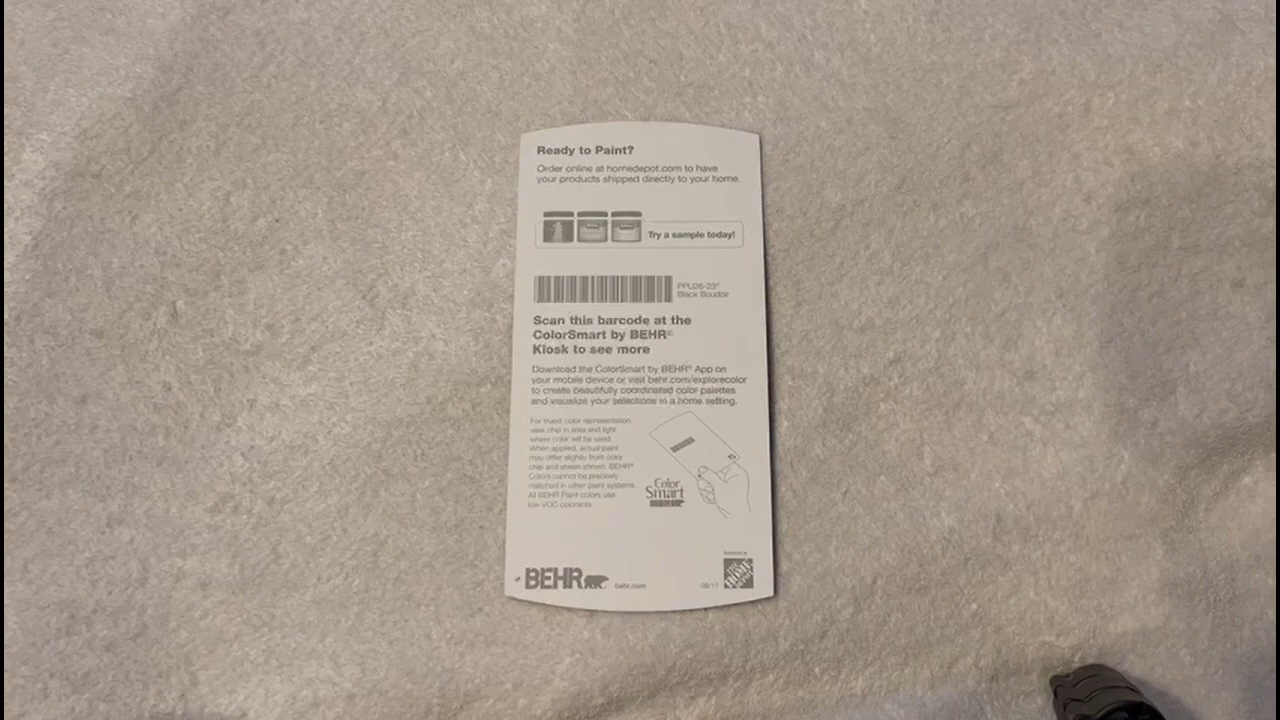 Ready to Paint?
Order online at homedepot.com to have
your products shipped directly to your home.
Try a sample today!
PPU26-23°
Black Boudoir
Scan this barcode at the
ColorSmart by BEHR®
Kiosk to see more
Download the ColorSmart by BEHR® App on
your mobile device or visit behr.com/explorecolor
to create beautifully coordinated color palettes
and visualize your selections in a home setting.
For truest color representation,
view chip in area and light
where color will be used.
When applied, actual paint
may differ slightly from color
chip and sheen shown. BEHR®
Colors cannot be precisely
matched in other paint systems.
All BEHR Paint colors use
low VOC colorants.
Color
Smart
BEHR
behr.com
08/17
THE
HOME
DEPOT